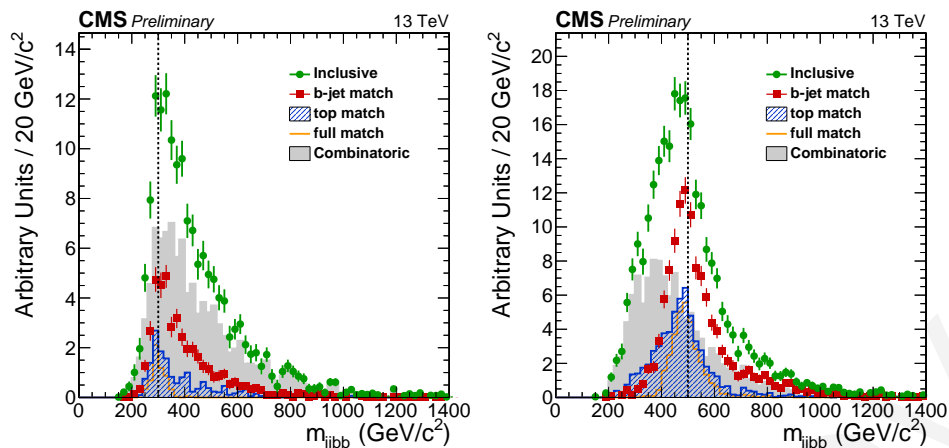 CMS Preliminary 13 TeV
Arbitrary Units / 20 GeV/c²
14
12
10
8
6
4
2
0
Inclusive
b-jet match
top match
full match
Combinatoric
0 200 400 600 800 1000 1200 1400
m_jjbb (GeV/c²)
CMS Preliminary 13 TeV
Arbitrary Units / 20 GeV/c²
20
18
16
14
12
10
8
6
4
2
0
Inclusive
b-jet match
top match
full match
Combinatoric
0 200 400 600 800 1000 1200 1400
m_jjbb (GeV/c²)